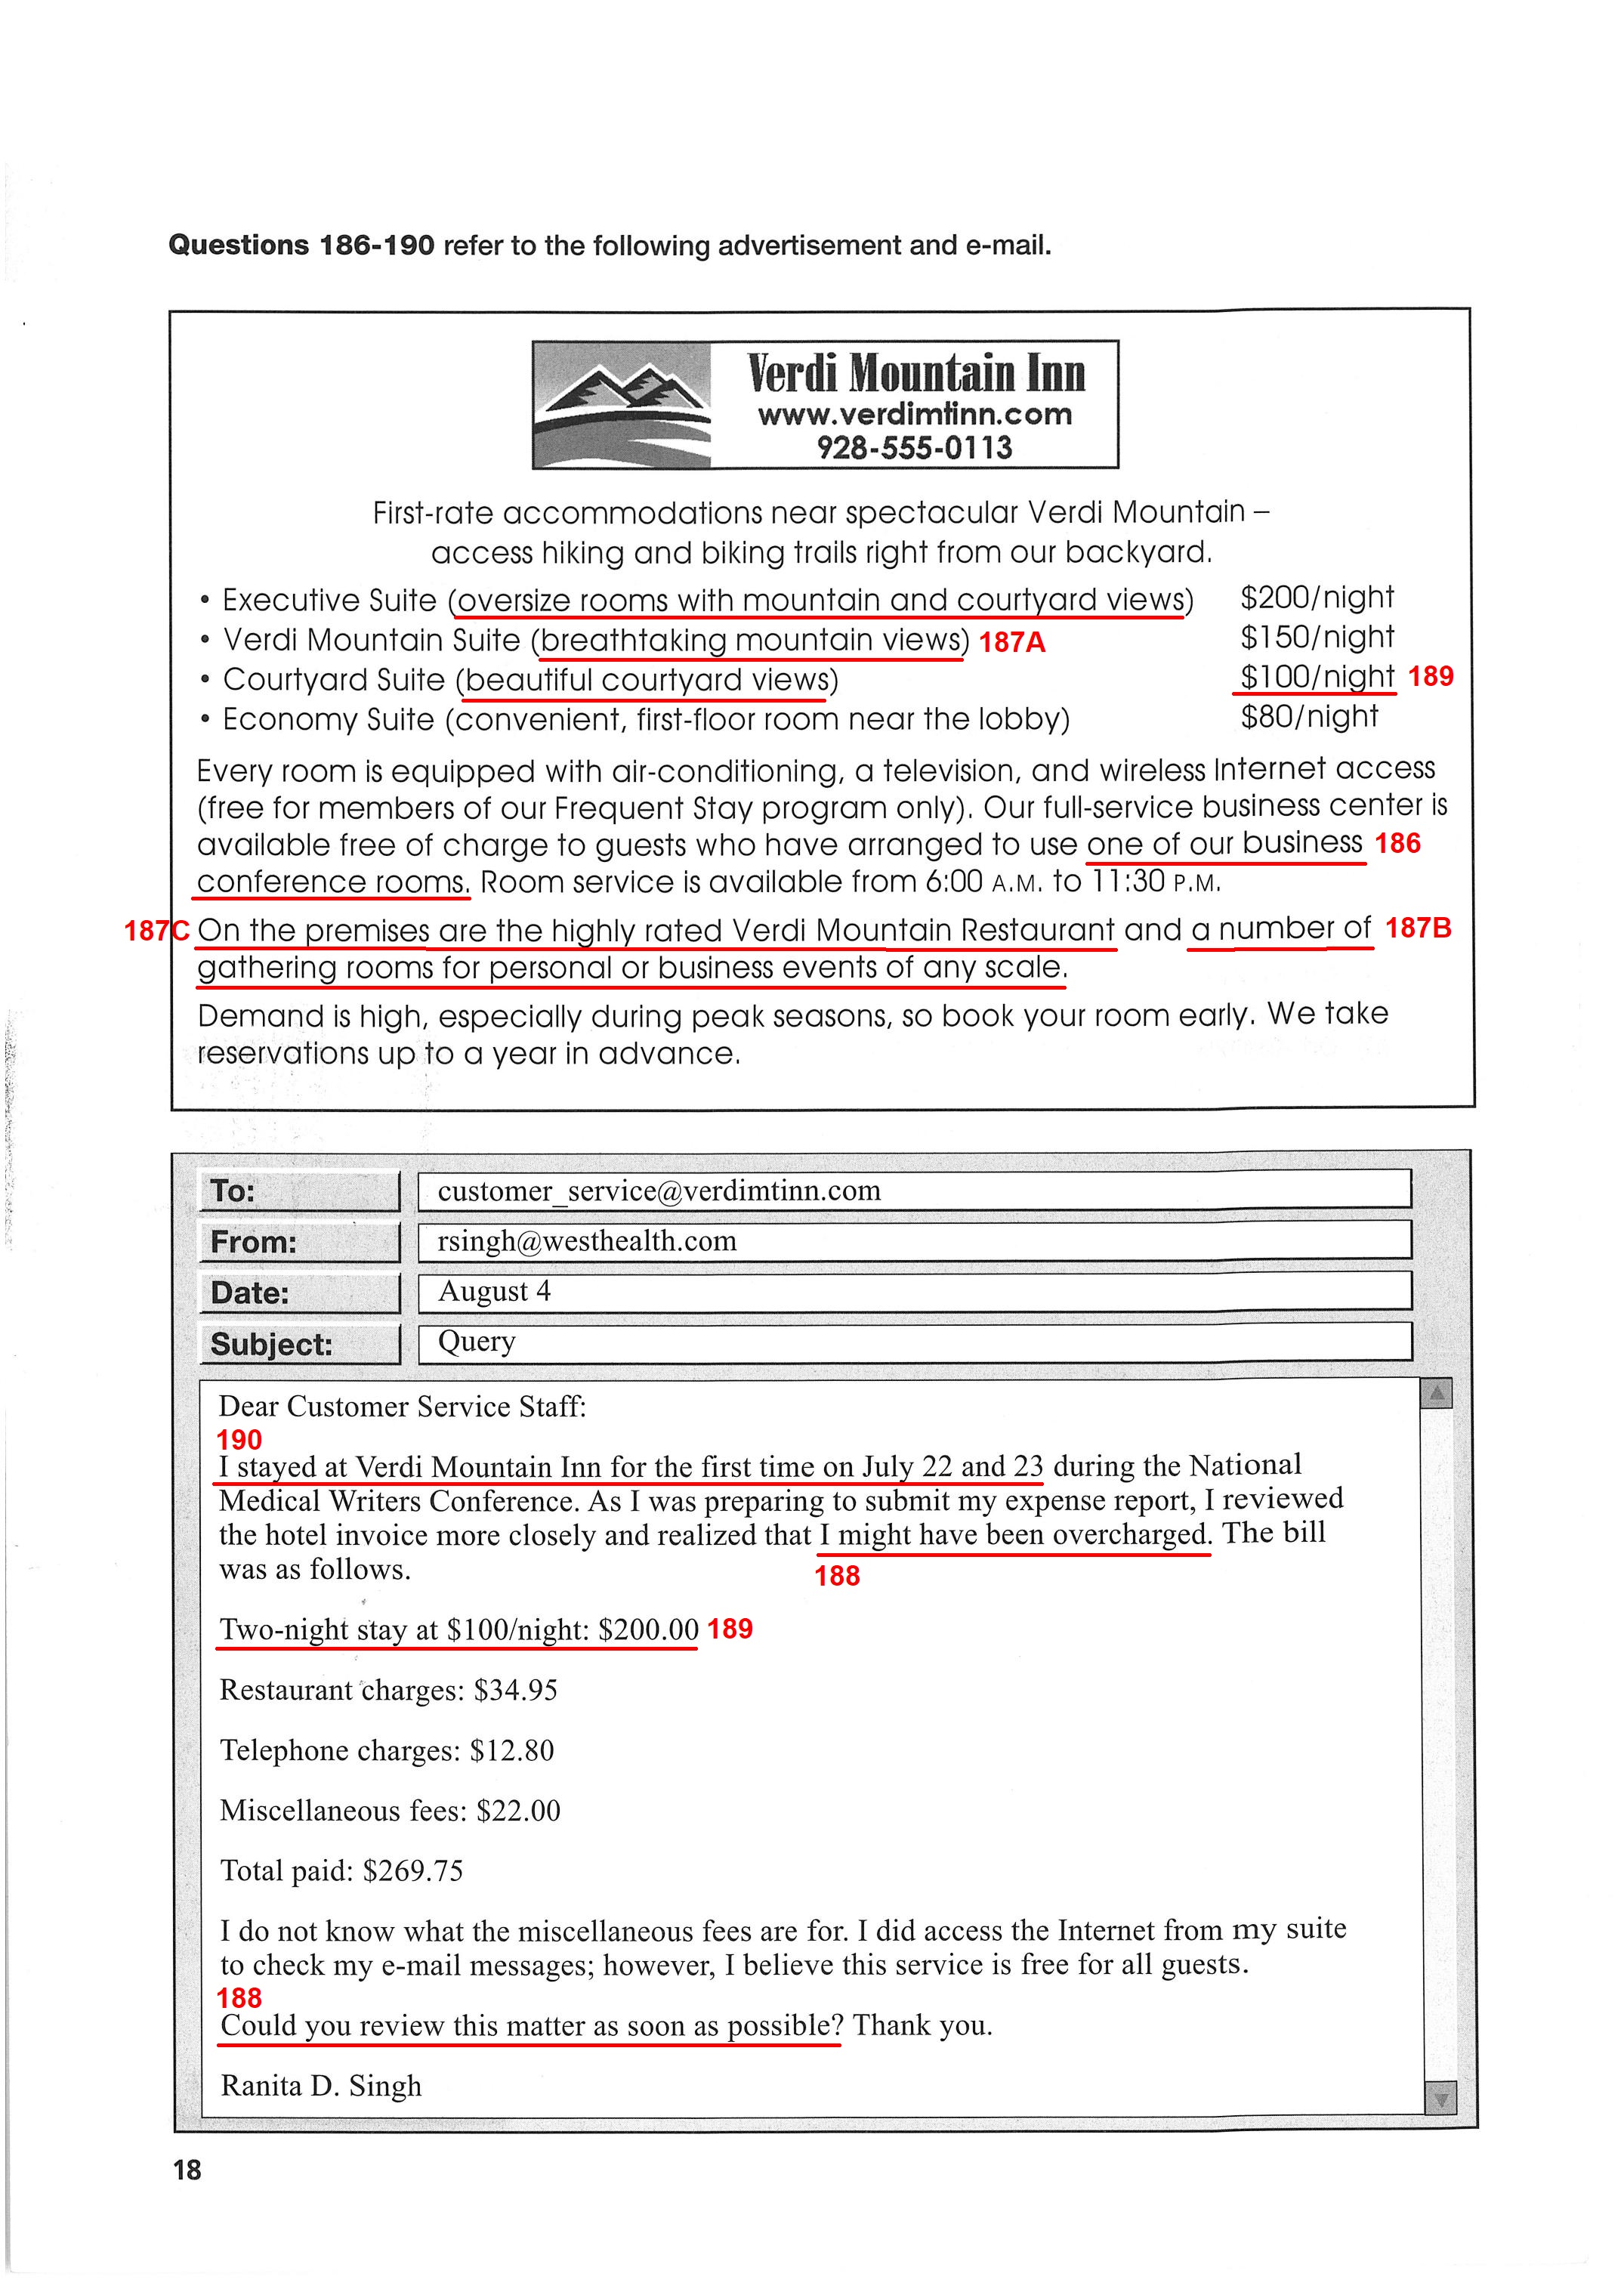 Questions 186-190 refer to the following advertisement and e-mail.
Verdi Mountain Inn
www.verdimtinn.com
928-555-0113
First-rate accommodations near spectacular Verdi Mountain –
access hiking and biking trails right from our backyard.
• Executive Suite (oversize rooms with mountain and courtyard views) $200/night
• Verdi Mountain Suite (breathtaking mountain views) 187A $150/night
• Courtyard Suite (beautiful courtyard views) $100/night 189
• Economy Suite (convenient, first-floor room near the lobby) $80/night
Every room is equipped with air-conditioning, a television, and wireless Internet access
(free for members of our Frequent Stay program only). Our full-service business center is
available free of charge to guests who have arranged to use one of our business 186
conference rooms. Room service is available from 6:00 A.M. to 11:30 P.M.
187C On the premises are the highly rated Verdi Mountain Restaurant and a number of 187B
gathering rooms for personal or business events of any scale.
Demand is high, especially during peak seasons, so book your room early. We take
reservations up to a year in advance.
To: customer_service@verdimtinn.com
From: rsingh@westhealth.com
Date: August 4
Subject: Query
Dear Customer Service Staff:
190
I stayed at Verdi Mountain Inn for the first time on July 22 and 23 during the National
Medical Writers Conference. As I was preparing to submit my expense report, I reviewed
the hotel invoice more closely and realized that I might have been overcharged. The bill
was as follows.
188
Two-night stay at $100/night: $200.00 189
Restaurant charges: $34.95
Telephone charges: $12.80
Miscellaneous fees: $22.00
Total paid: $269.75
I do not know what the miscellaneous fees are for. I did access the Internet from my suite
to check my e-mail messages; however, I believe this service is free for all guests.
188
Could you review this matter as soon as possible? Thank you.
Ranita D. Singh
18